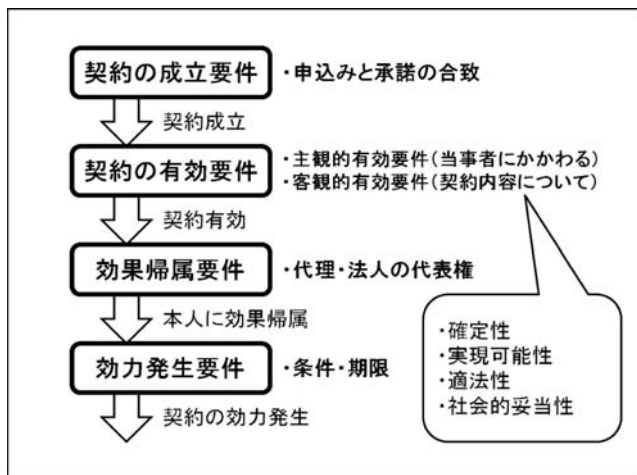 契約の成立要件 ・申込みと承諾の合致
契約成立
契約の有効要件 ・主観的有効要件(当事者にかかわる)
・客観的有効要件(契約内容について)
契約有効
効果帰属要件 ・代理・法人の代表権
本人に効果帰属
効力発生要件 ・条件・期限
契約の効力発生
・確定性
・実現可能性
・適法性
・社会的妥当性